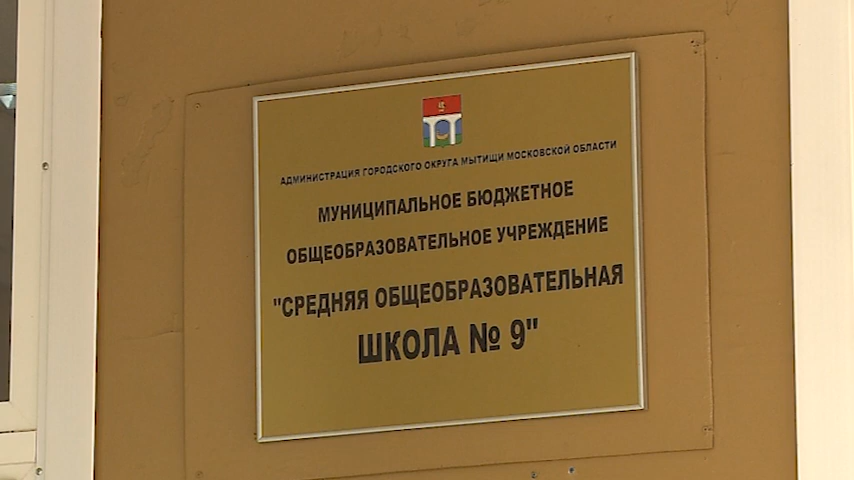 АДМИНИСТРАЦИЯ ГОРОДСКОГО ОКРУГА МЫТИЩИ МОСКОВСКОЙ ОБЛАСТИ
МУНИЦИПАЛЬНОЕ БЮДЖЕТНОЕ
ОБЩЕОБРАЗОВАТЕЛЬНОЕ УЧРЕЖДЕНИЕ
"СРЕДНЯЯ ОБЩЕОБРАЗОВАТЕЛЬНАЯ
ШКОЛА № 9"